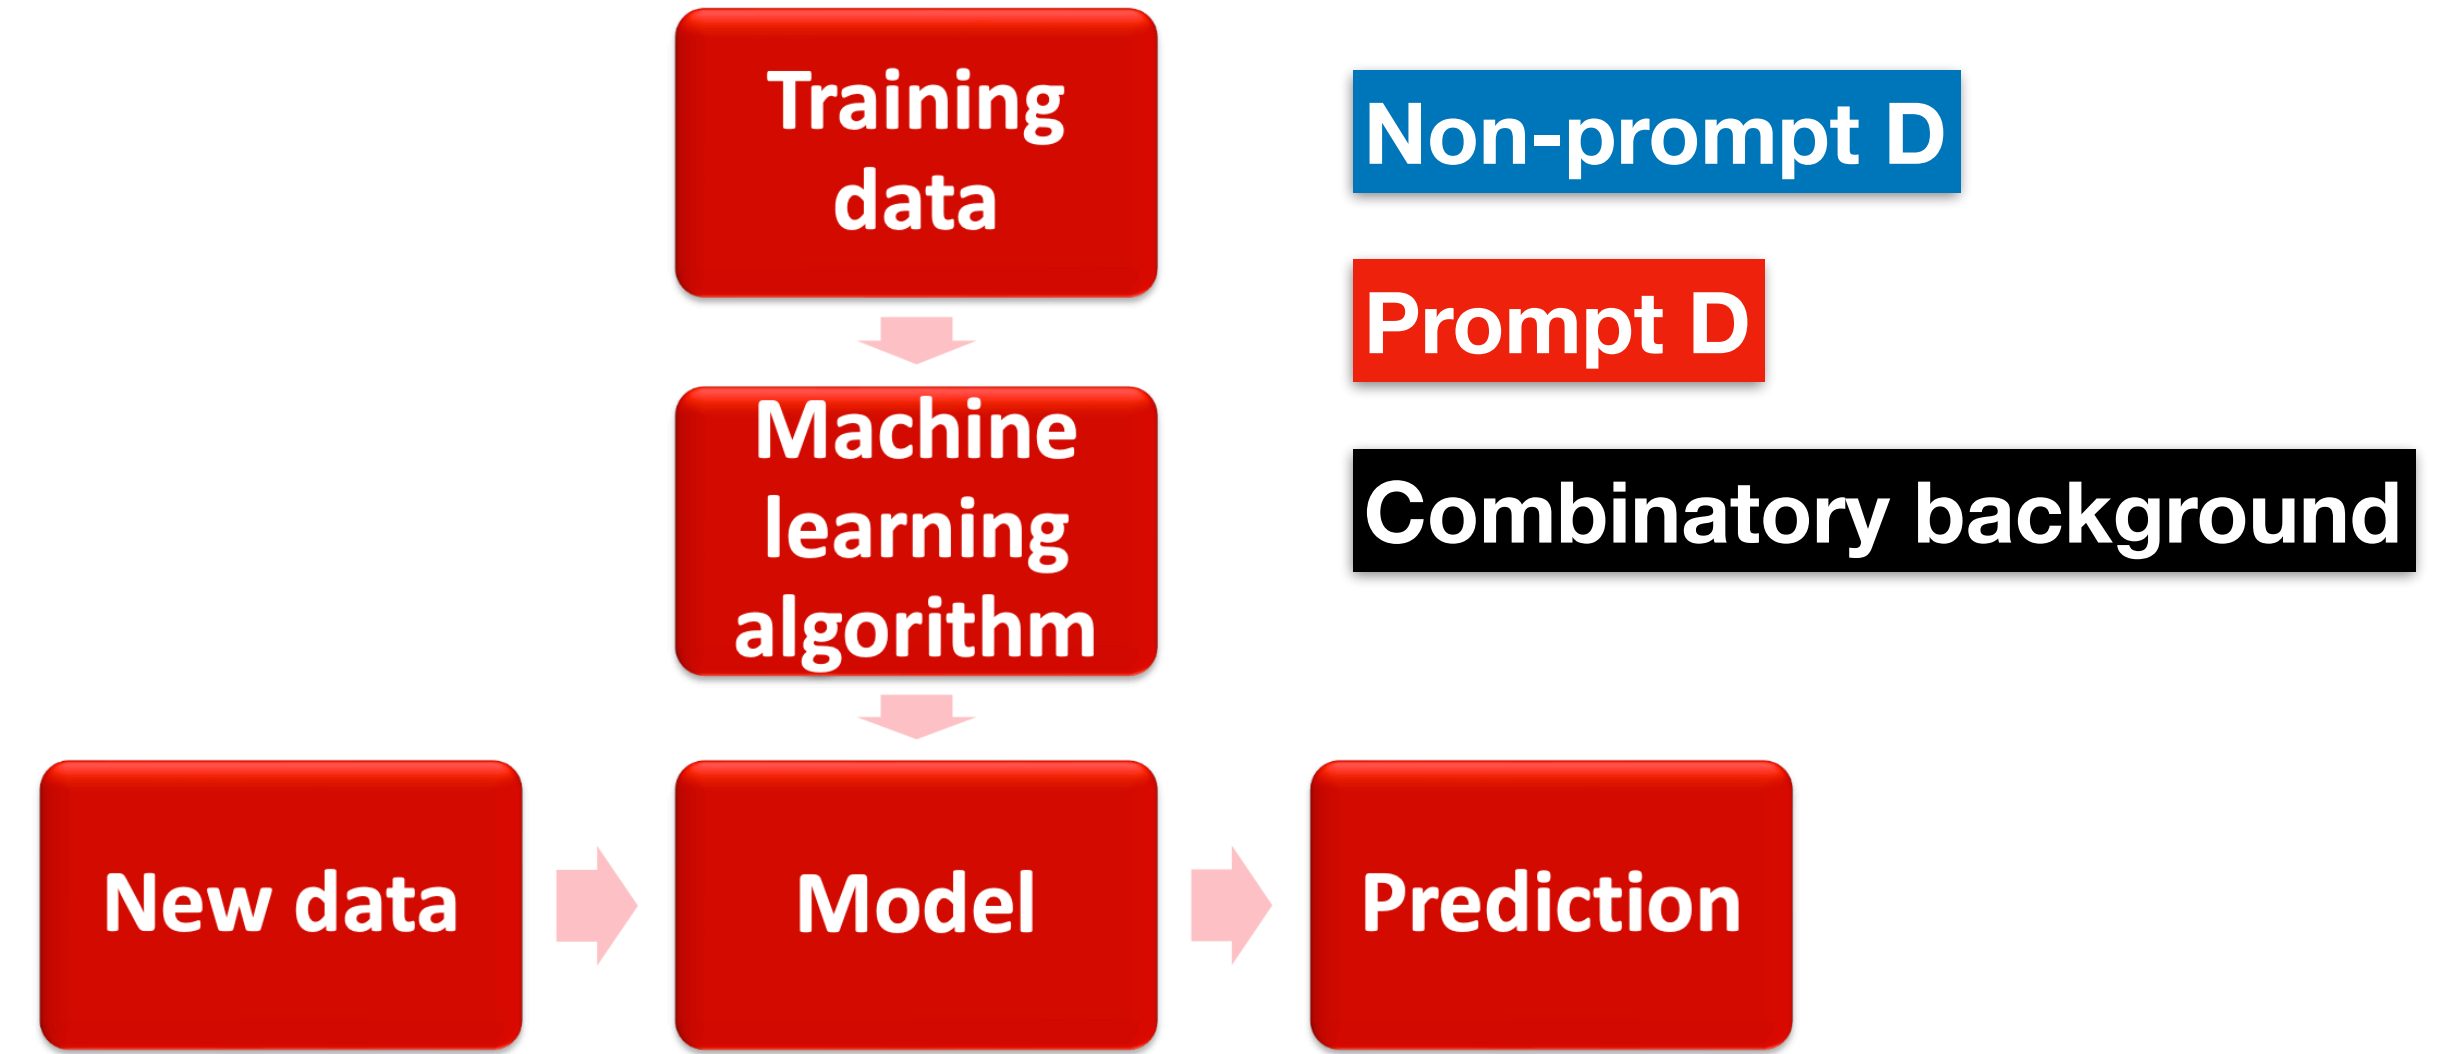 Training
data
Non-prompt D
Prompt D
Machine
learning
algorithm
Combinatory background
New data
Model
Prediction